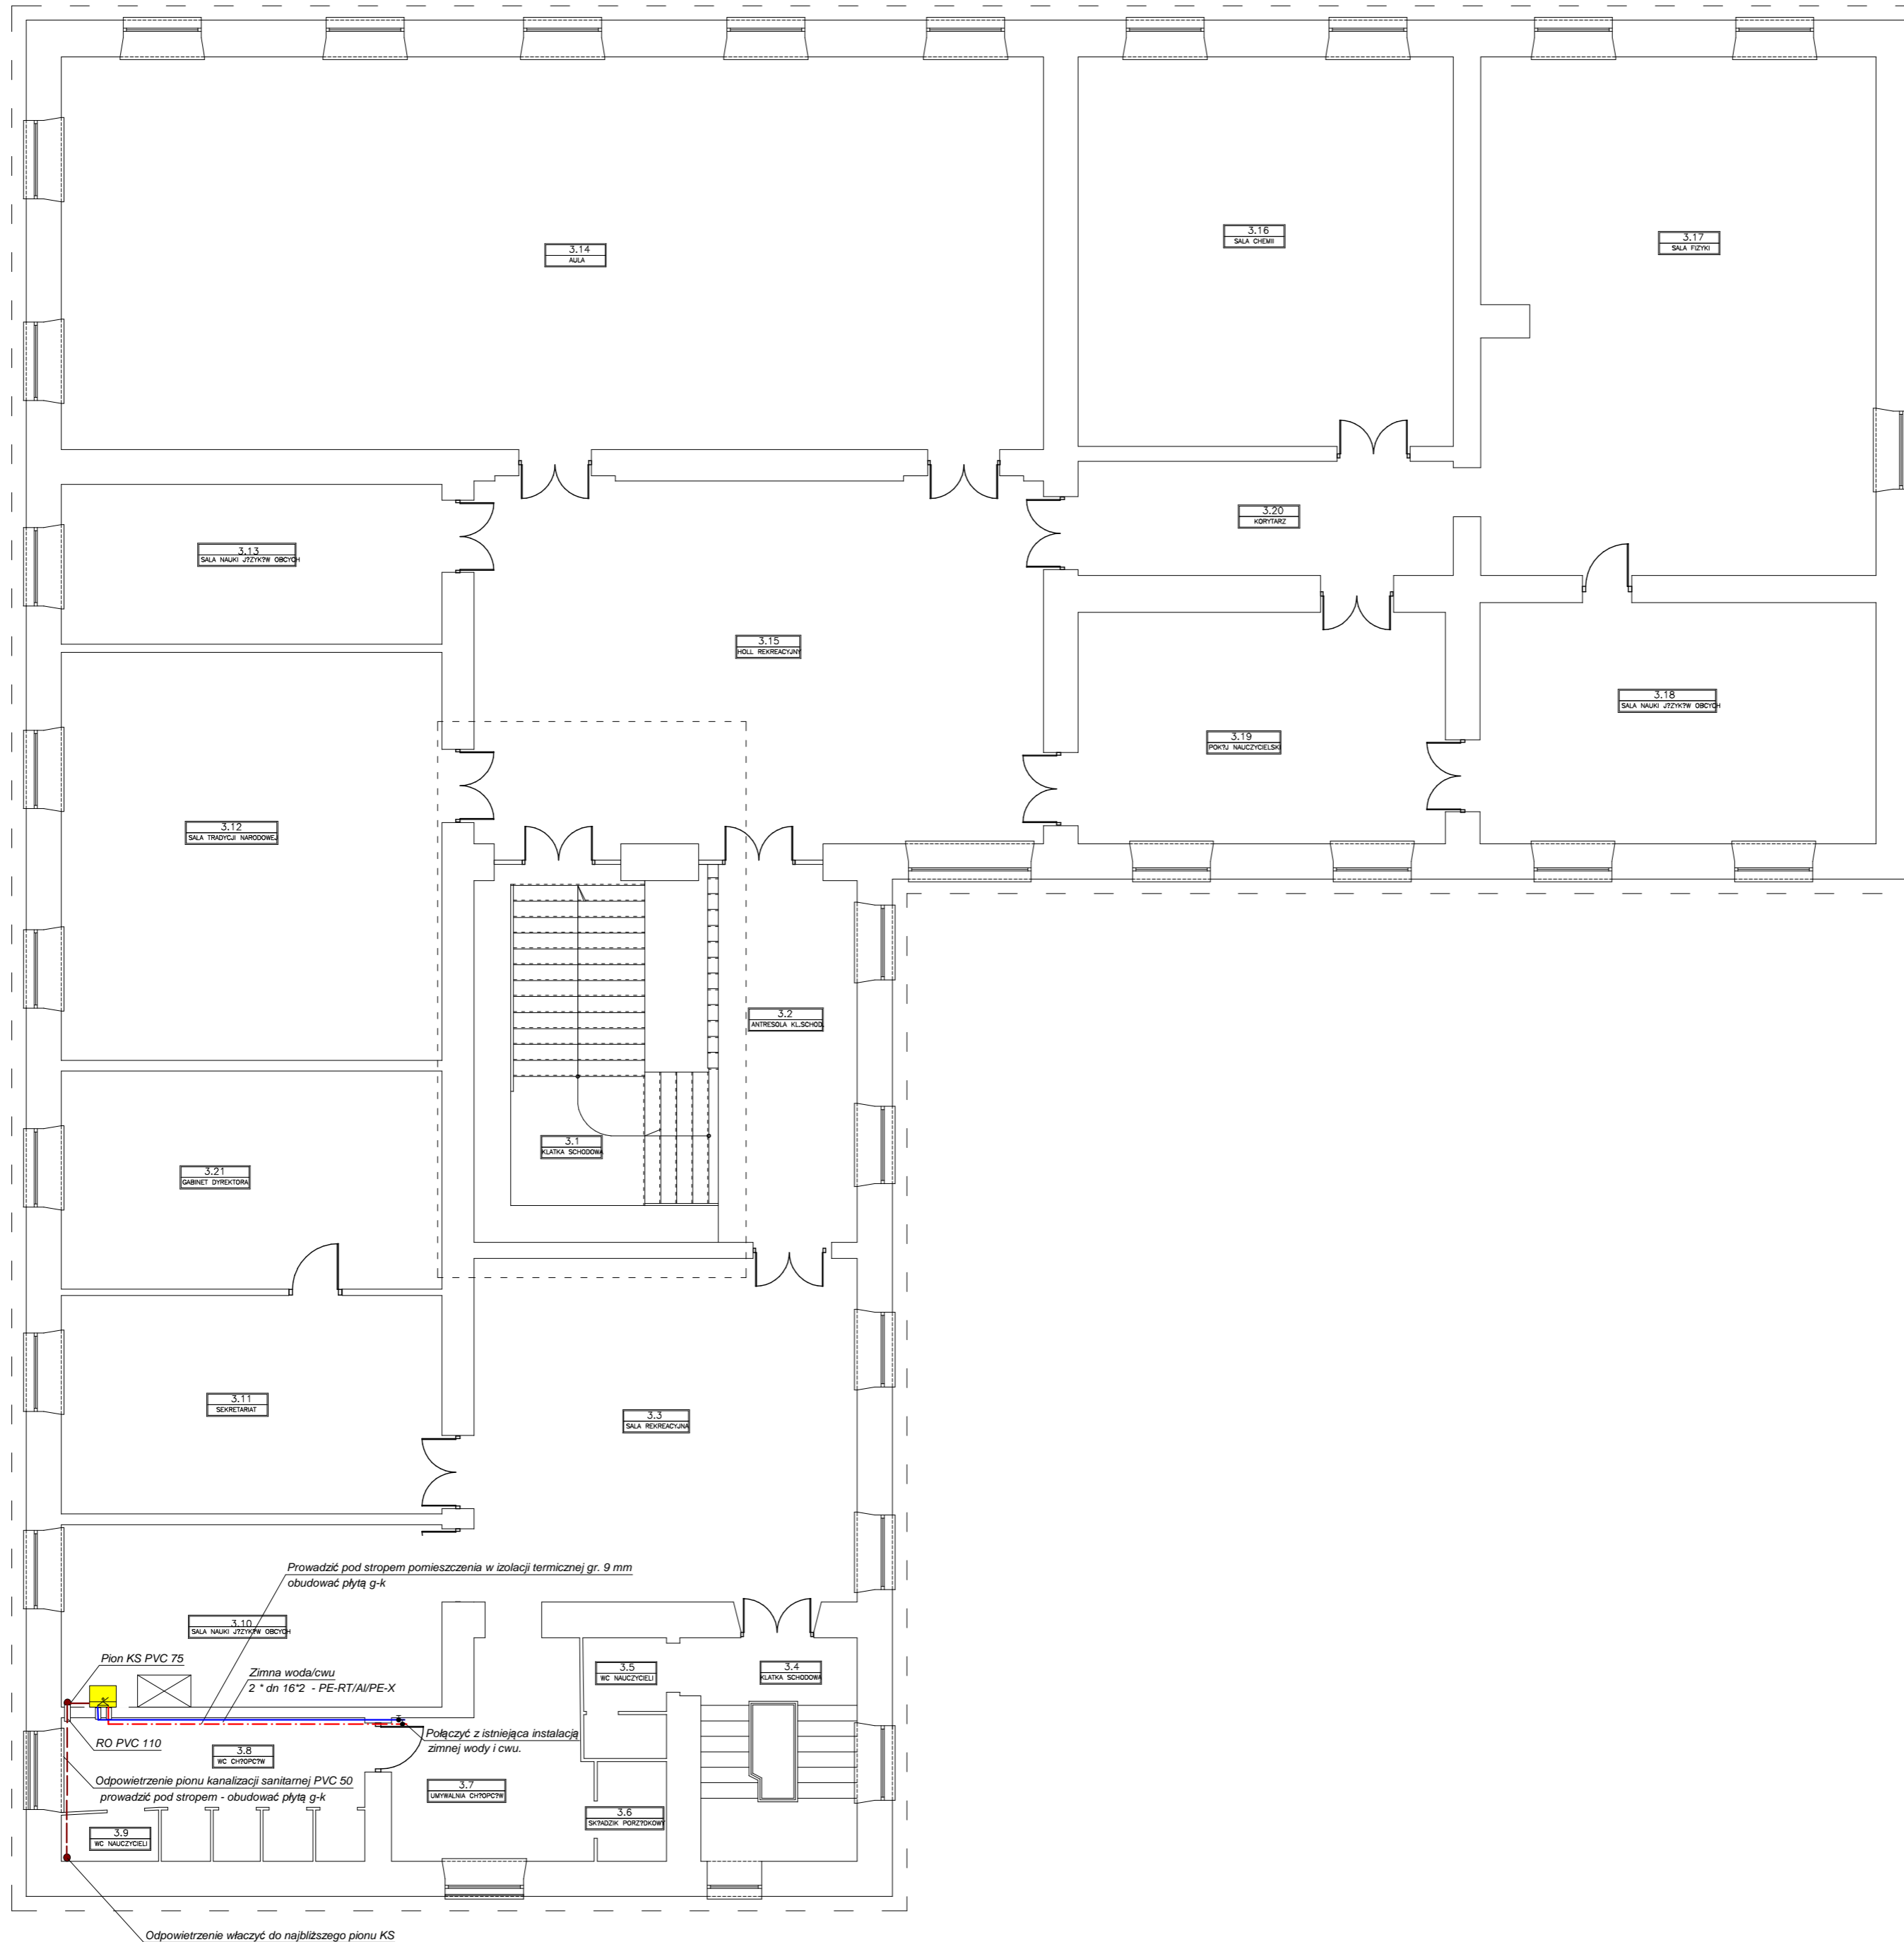 3.14
AULA
3.16
SALA CHEMII
3.17
SALA FIZYKI
3.20
KORYTARZ
3.13
SALA NAUKI J?ZYK?W OBCYCH
3.15
HOLL REKREACYJNY
3.18
SALA NAUKI J?ZYK?W OBCYCH
3.19
POK?J NAUCZYCIELSKI
3.12
SALA TRADYCJI NARODOWEJ
3.2
ANTRESOLA KL.SCHOD.
3.1
KLATKA SCHODOWA
3.21
GABINET DYREKTORA
3.11
SEKRETARIAT
3.3
SALA REKREACYJNA
Prowadzić pod stropem pomieszczenia w izolacji termicznej gr. 9 mm
obudować płytą g-k
3.10
SALA NAUKI J?ZYK?W OBCYCH
Pion KS PVC 75
Zimna woda/cwu
2 * dn 16*2 - PE-RT/Al/PE-X
3.5
WC NAUCZYCIELI
3.4
KLATKA SCHODOWA
RO PVC 110
3.8
WC CH?OPC?W
Połączyć z istniejąca instalacją
zimnej wody i cwu.
Odpowietrzenie pionu kanalizacji sanitarnej PVC 50
prowadzić pod stropem - obudować płytą g-k
3.7
UMYWALNIA CH?OPC?W
3.6
SK?ADZIK PORZ?DKOWY
3.9
WC NAUCZYCIELI
Odpowietrzenie właczyć do najbliższego pionu KS